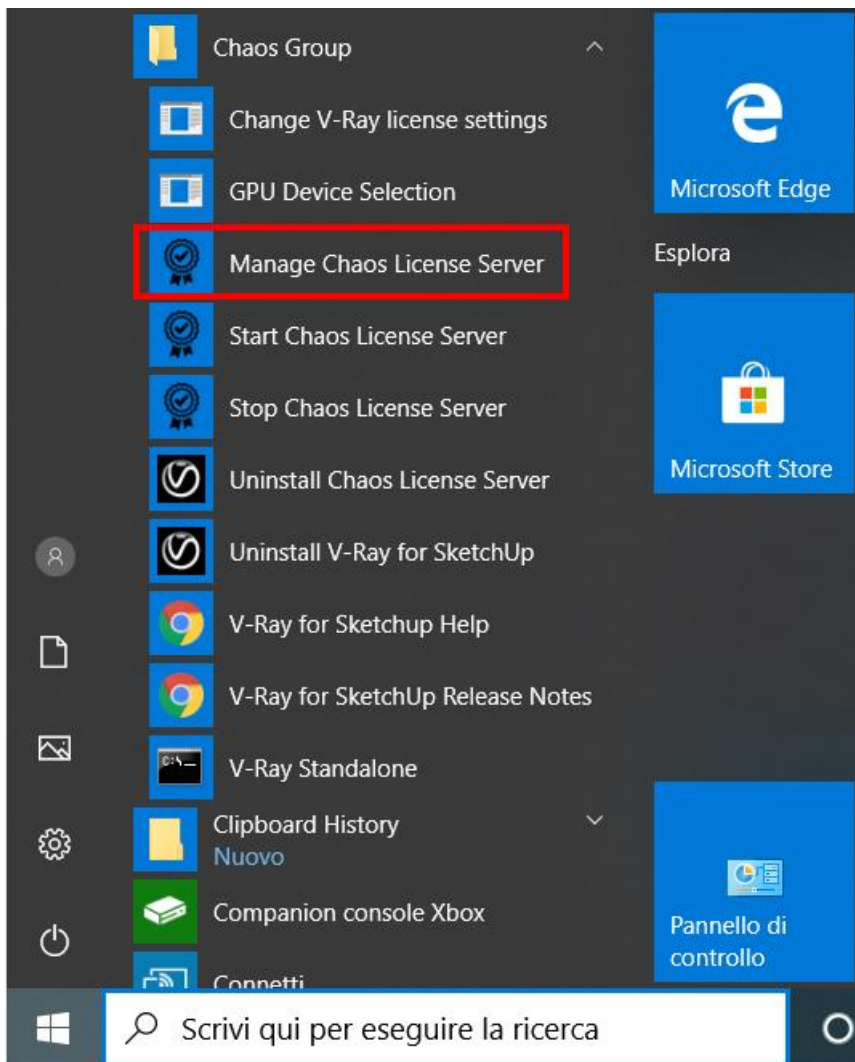 Chaos Group
Change V-Ray license settings
GPU Device Selection
Manage Chaos License Server
Start Chaos License Server
Stop Chaos License Server
Uninstall Chaos License Server
Uninstall V-Ray for SketchUp
V-Ray for Sketchup Help
V-Ray for SketchUp Release Notes
C:\_
V-Ray Standalone
Clipboard History
Nuovo
Companion console Xbox
Connetti
Microsoft Edge
Esplora
Microsoft Store
Pannello di
controllo
Scrivi qui per eseguire la ricerca